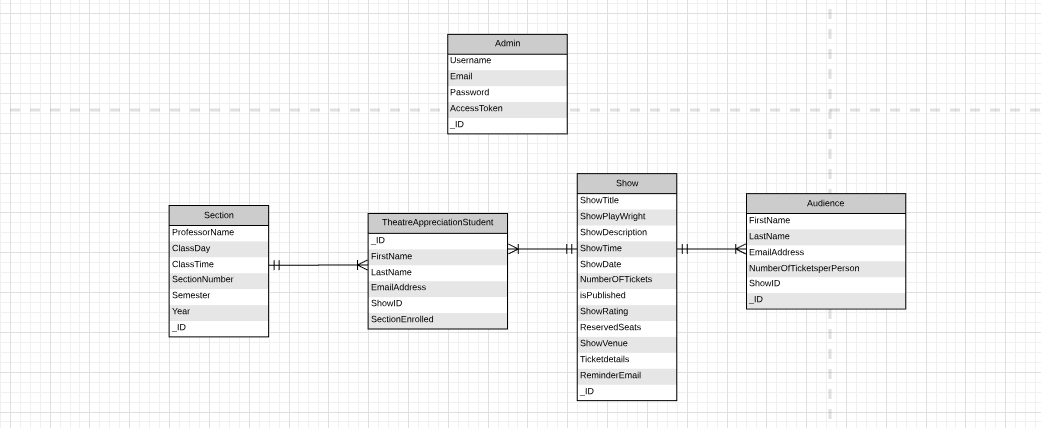 Admin
Username
Email
Password
AccessToken
_ID
Section
ProfessorName
ClassDay
ClassTime
SectionNumber
Semester
Year
_ID
TheatreAppreciationStudent
_ID
FirstName
LastName
EmailAddress
ShowID
SectionEnrolled
Show
ShowTitle
ShowPlayWright
ShowDescription
ShowTime
ShowDate
NumberOFTickets
isPublished
ShowRating
ReservedSeats
ShowVenue
Ticketdetails
ReminderEmail
_ID
Audience
FirstName
LastName
EmailAddress
NumberOfTicketsperPerson
ShowID
_ID